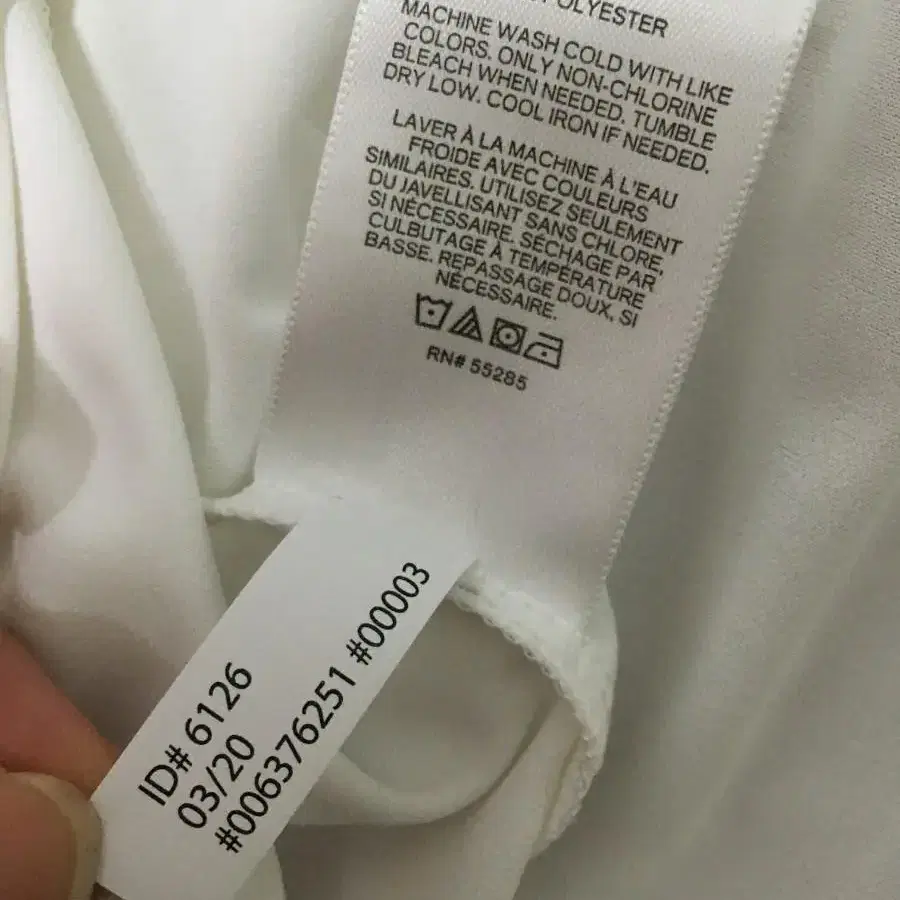 POLYESTER
MACHINE WASH COLD WITH LIKE
COLORS. ONLY NON-CHLORINE
BLEACH WHEN NEEDED. TUMBLE
DRY LOW. COOL IRON IF NEEDED.
LAVER À LA MACHINE À L'EAU
FROIDE AVEC COULEURS
SIMILAIRES. UTILISEZ SEULEMENT
DU JAVELLISANT SANS CHLORE,
SI NÉCESSAIRE. SÉCHAGE PAR
CULBUTAGE À TEMPÉRATURE
BASSE. REPASSAGE DOUX, SI
NÉCESSAIRE.
RN# 55285
ID# 6126
03/20
#006376251 #00003